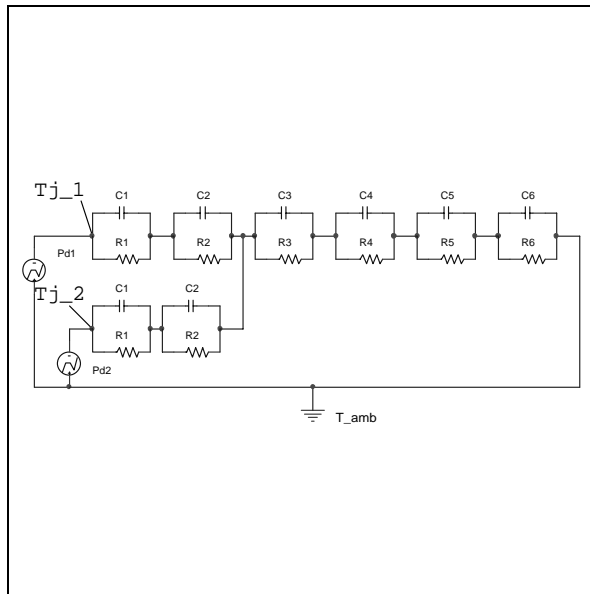 Tj_1
C1 C2 C3 C4 C5 C6
R1 R2 R3 R4 R5 R6
Pd1
Tj_2
C1 C2
R1 R2
Pd2
T_amb